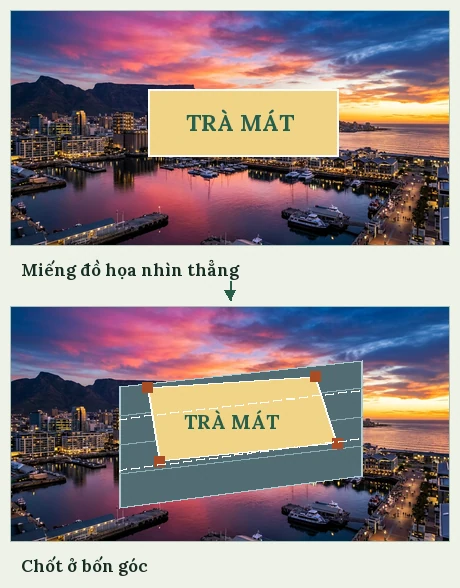 TRÀ MÁT
Miếng đồ họa nhìn thẳng
TRÀ MÁT
Chốt ở bốn góc